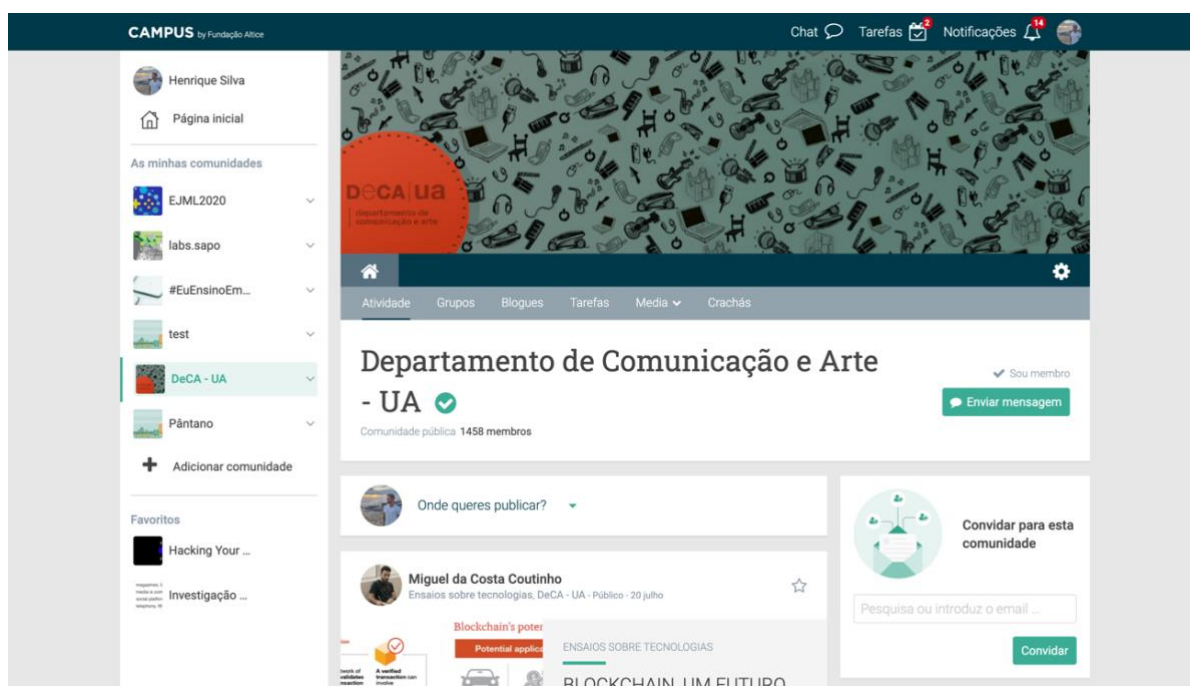 CAMPUS by Fundação Altice
Chat
Tarefas 2
Notificações 14
Henrique Silva
Página inicial
As minhas comunidades
EJML2020
labs.sapo
#EuEnsinoEm...
test
DeCA - UA
Pântano
Adicionar comunidade
Favoritos
Hacking Your ...
Investigação ...
DeCA ua
departamento de
comunicação e arte
Atividade Grupos Blogues Tarefas Media Crachás
Departamento de Comunicação e Arte
- UA
Comunidade pública 1458 membros
Sou membro
Enviar mensagem
Onde queres publicar?
Miguel da Costa Coutinho
Ensaios sobre tecnologias, DeCA - UA - Público - 20 julho
Blockchain's poten
Potential applica
A verified
transaction can
involve
ENSAIOS SOBRE TECNOLOGIAS
BLOCKCHAIN, UM FUTURO
Convidar para esta
comunidade
Pesquisa ou introduz o email ...
Convidar